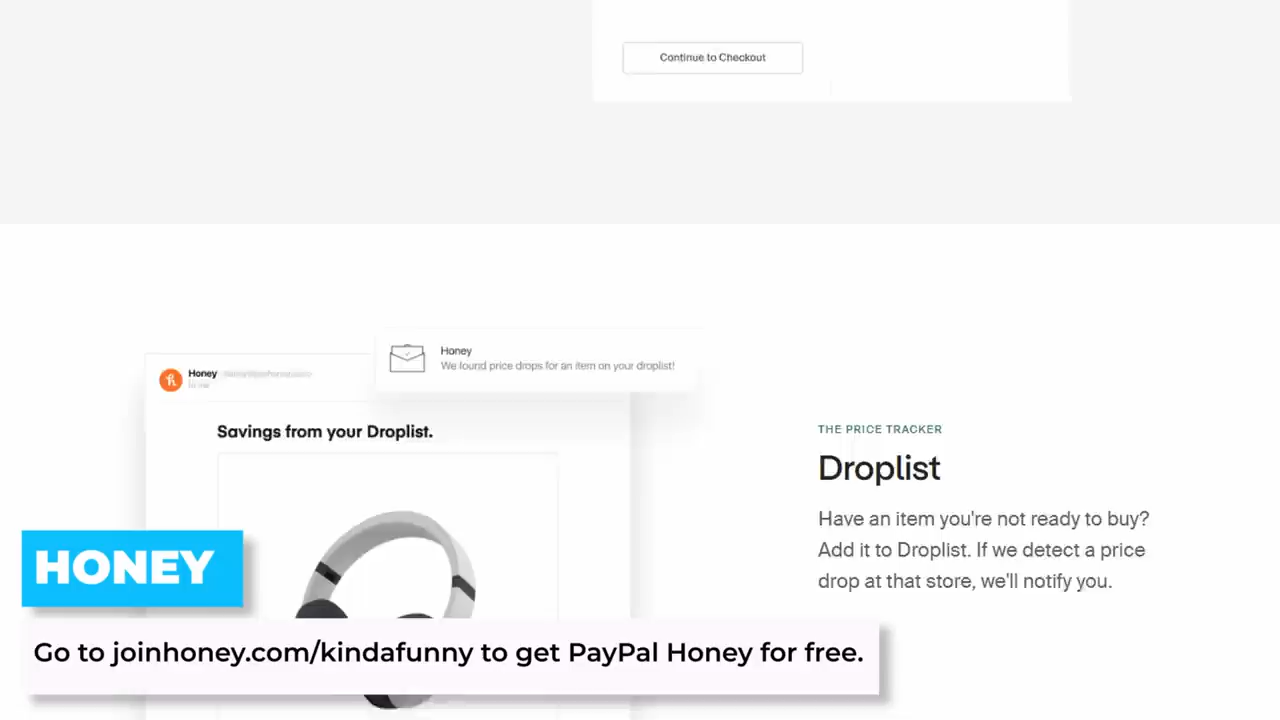 Continue to Checkout
Honey
We found price drops for an item on your droplist!
Honey
to me
Savings from your Droplist.
THE PRICE TRACKER
Droplist
Have an item you're not ready to buy?
Add it to Droplist. If we detect a price
drop at that store, we'll notify you.
HONEY
Go to joinhoney.com/kindafunny to get PayPal Honey for free.